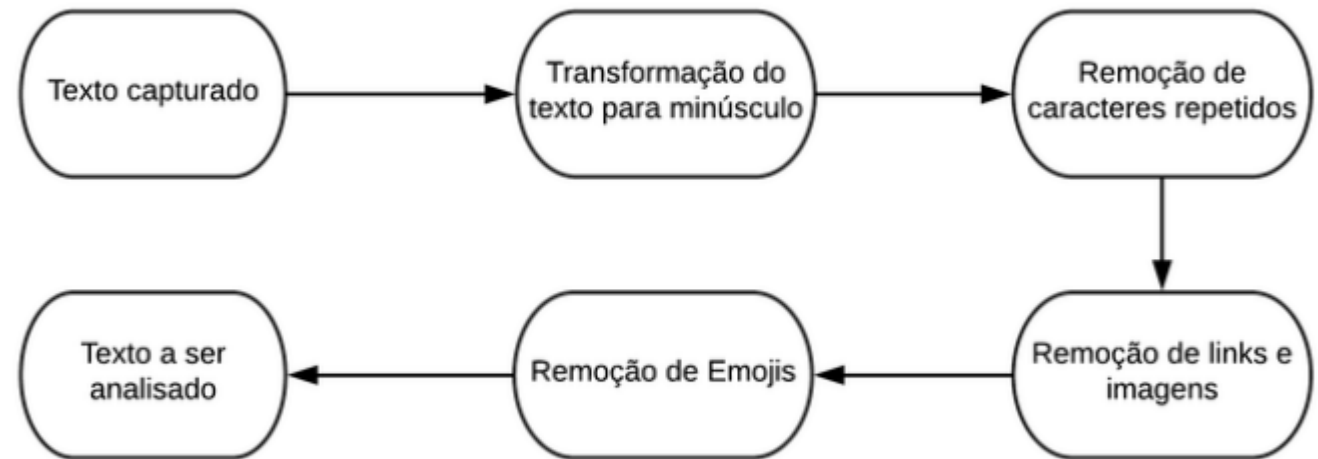 Texto capturado
Transformação do
texto para minúsculo
Remoção de
caracteres repetidos
Remoção de links e
imagens
Remoção de Emojis
Texto a ser
analisado